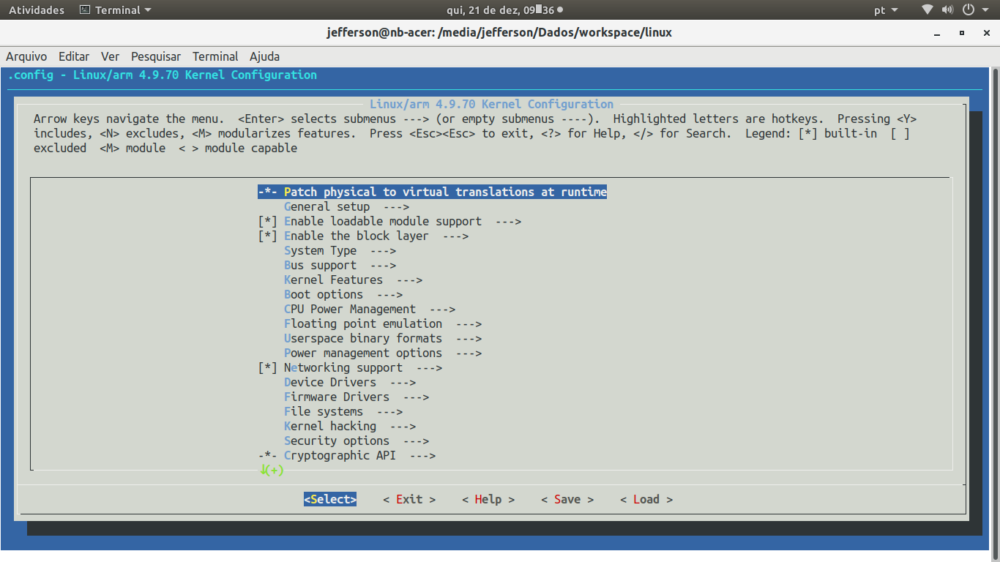 Atividades Terminal qui, 21 de dez, 09:36 pt
jefferson@nb-acer: /media/jefferson/Dados/workspace/linux
Arquivo Editar Ver Pesquisar Terminal Ajuda
.config - Linux/arm 4.9.70 Kernel Configuration
Linux/arm 4.9.70 Kernel Configuration
Arrow keys navigate the menu.  <Enter> selects submenus ---> (or empty submenus ----).  Highlighted letters are hotkeys.  Pressing <Y>
includes, <N> excludes, <M> modularizes features.  Press <Esc><Esc> to exit, <?> for Help, </> for Search.  Legend: [*] built-in  [ ]
excluded  <M> module  < > module capable
-*- Patch physical to virtual translations at runtime
General setup  --->
[*] Enable loadable module support  --->
[*] Enable the block layer  --->
System Type  --->
Bus support  --->
Kernel Features  --->
Boot options  --->
CPU Power Management  --->
Floating point emulation  --->
Userspace binary formats  --->
Power management options  --->
[*] Networking support  --->
Device Drivers  --->
Firmware Drivers  --->
File systems  --->
Kernel hacking  --->
Security options  --->
-*- Cryptographic API  --->
↓(+)
<Select>    < Exit >    < Help >    < Save >    < Load >